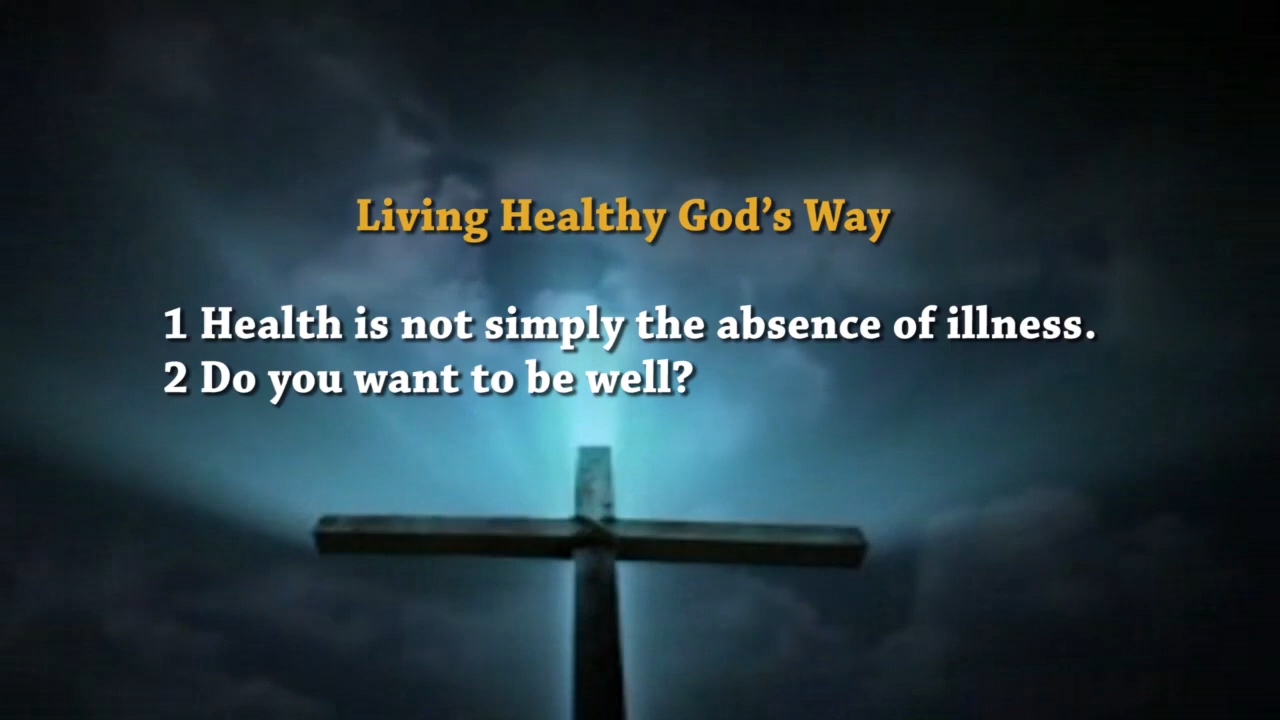 Living Healthy God’s Way
1 Health is not simply the absence of illness.
2 Do you want to be well?